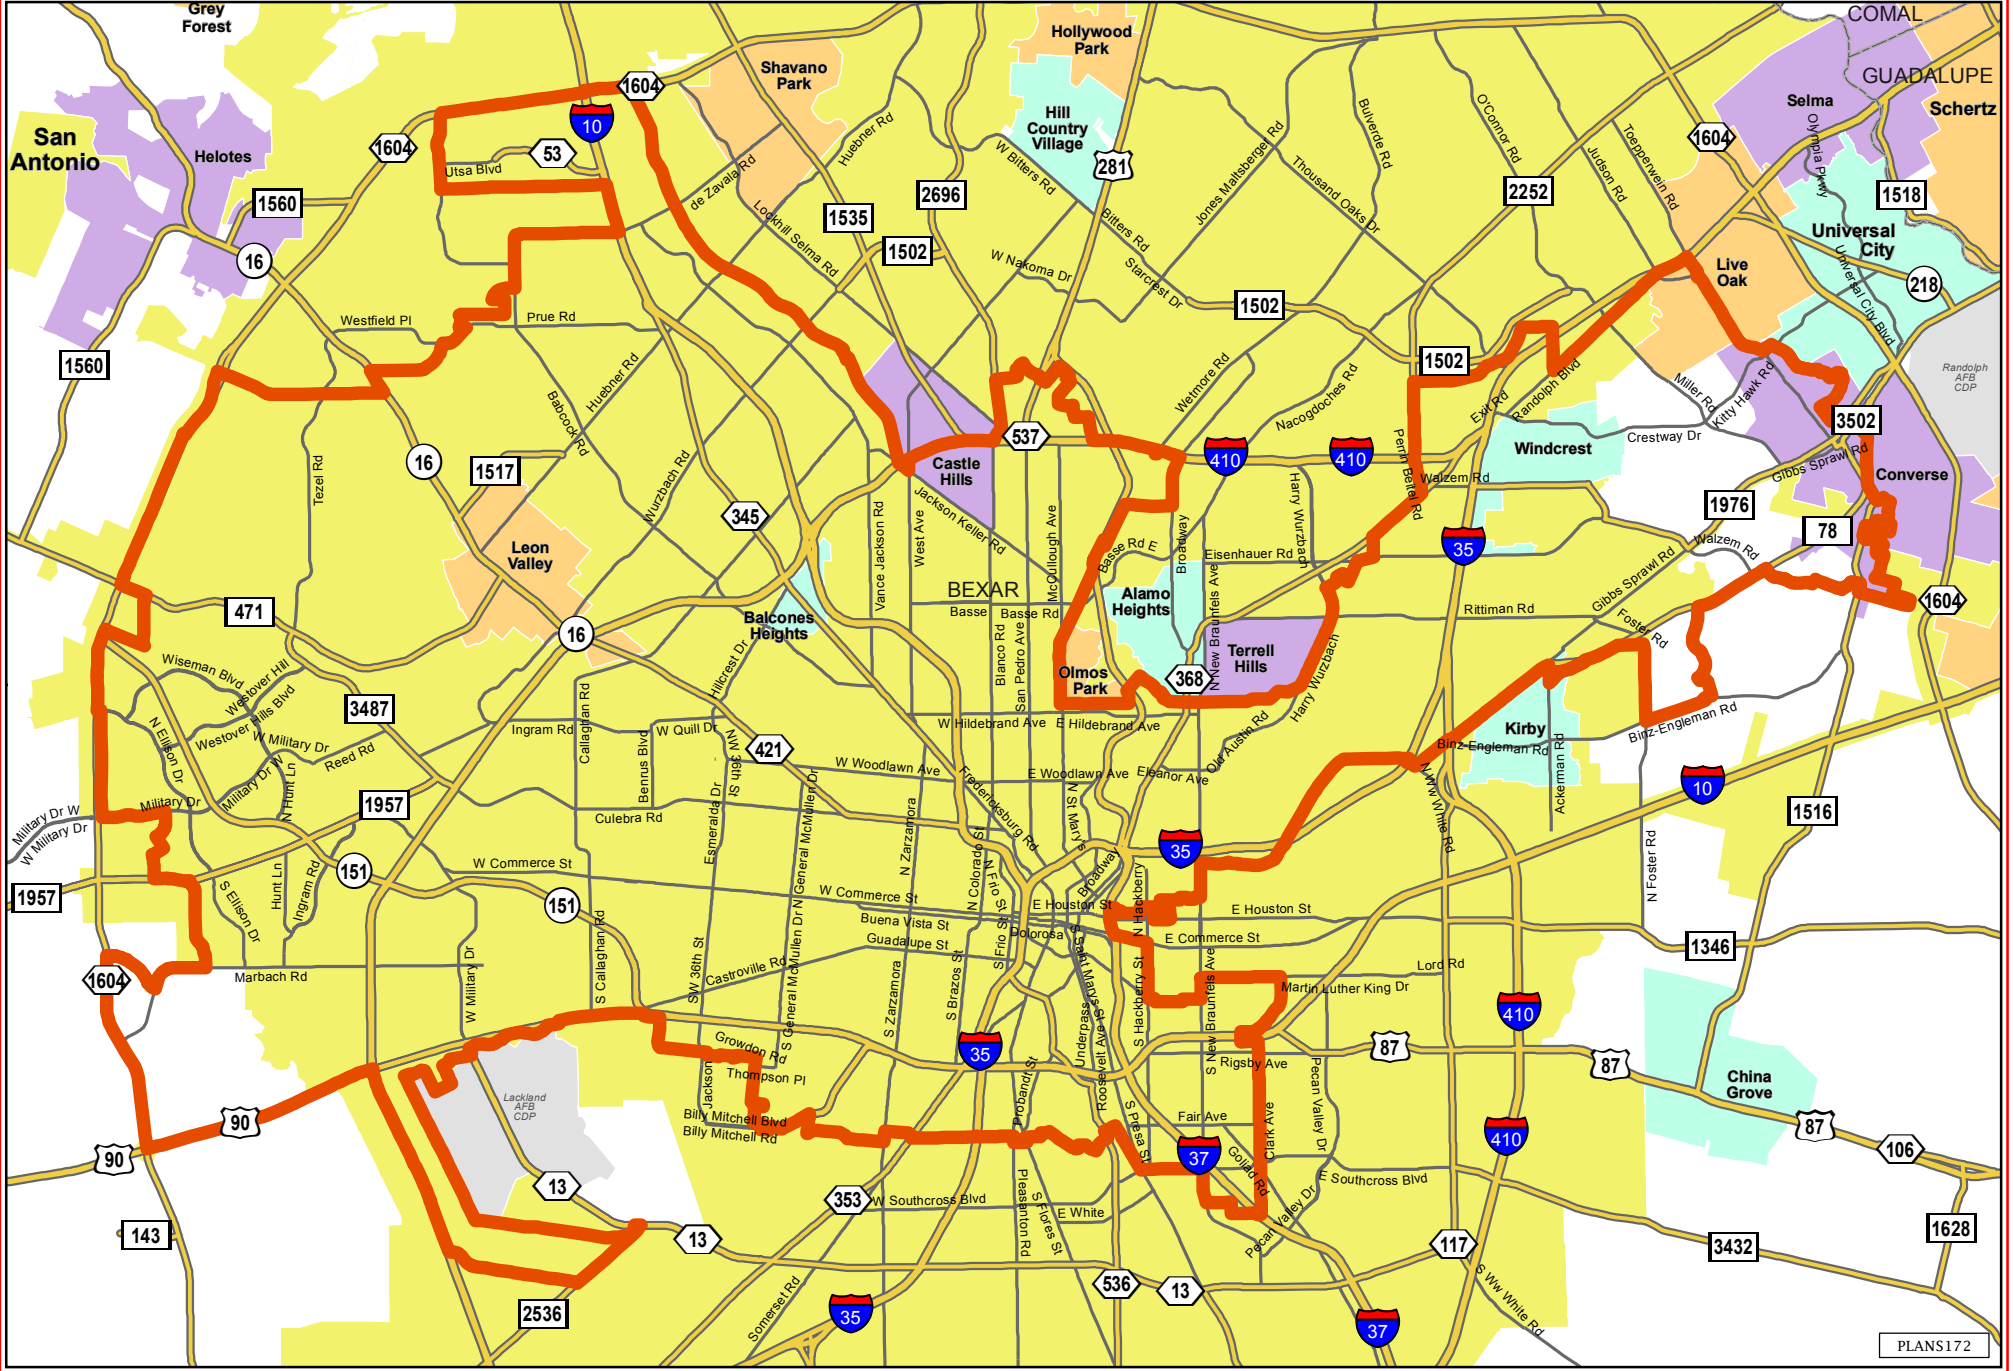 Grey
Forest
Hollywood
Park
COMAL
Shavano
Park
GUADALUPE
1604
10
Hill
Country
Village
Selma
Schertz
San
Antonio
Helotes
1604
53
Utsa Blvd
Huebner Rd
W Bitters Rd
281
Bulverde Rd
O'Connor Rd
Toepperwein Rd
Judson Rd
1604
Olympia Pkwy
de Zavala Rd
Jones Maltsberger Rd
Thousand Oaks Dr
2252
1518
1560
Lockhill Selma Rd
1535
2696
Bitters Rd
Universal
City
16
1502
W Nakoma Dr
Starcrest Dr
Live
Oak
Universal City Blvd
218
1502
Westfield Pl
Prue Rd
1560
Huebner Rd
Wetmore Rd
Nacogdoches Rd
1502
Randolph Blvd
Exit Rd
Miller Rd
Kitty Hawk Rd
Randolph
AFB
CDP
Babcock Rd
3502
537
Perrin Beitel Rd
Windcrest
Crestway Dr
Tezel Rd
16
1517
Wurzbach Rd
Castle
Hills
410
410
Walzem Rd
Gibbs Sprawl Rd
Converse
Jackson Keller Rd
Harry Wurzbach
345
Vance Jackson Rd
West Ave
McCullough Ave
Broadway
1976
78
Leon
Valley
Basse Rd E
Eisenhauer Rd
35
Walzem Rd
BEXAR
Gibbs Sprawl Rd
Alamo
Heights
N New Braunfels Ave
Basse
Basse Rd
Rittiman Rd
1604
471
Balcones
Heights
16
Blanco Rd
San Pedro Ave
Foster Rd
Terrell
Hills
Wiseman Blvd
Westover Hill
Westover Hills Blvd
Hillcrest Dr
Olmos
Park
368
Harry Wurzbach
3487
Callaghan Rd
N Ellison Dr
W Military Dr
Reed Rd
Ingram Rd
W Quill Dr
421
W Hildebrand Ave
E Hildebrand Ave
Old Austin Rd
Kirby
Binz-Engleman Rd
Binz-Engleman Rd
Military Dr W
N Hunt Ln
Benrus Blvd
NW 36th St
W Woodlawn Ave
E Woodlawn Ave
Eleanor Ave
Ackerman Rd
10
Military Dr
1957
Culebra Rd
Esmeralda Dr
N General McMullen Dr
N Zarzamora
Fredericksburg Rd
N St Mary's
N Ww White Rd
1516
Military Dr W
W Military Dr
151
W Commerce St
N Colorado St
N Frio St
Broadway
35
N Hackberry
N Foster Rd
1957
Hunt Ln
Ingram Rd
S Ellison Dr
151
W Commerce St
Buena Vista St
Guadalupe St
E Houston St
Dolorosa
E Houston St
E Commerce St
1346
1604
Marbach Rd
W Military Dr
S Callaghan Rd
SW 36th St
Castroville Rd
S General McMullen Dr
S Zarzamora
S Brazos St
S Frio St
S Saint Marys St
S Hackberry St
S New Braunfels Ave
Lord Rd
Martin Luther King Dr
410
35
Growdon Rd
Thompson Pl
Jackson
Underpass
Roosevelt Ave
Probandt St
Rigsby Ave
87
87
China
Grove
Lackland
AFB
CDP
90
Billy Mitchell Blvd
Billy Mitchell Rd
S Presa St
Fair Ave
Clark Ave
Pecan Valley Dr
410
87
106
90
13
37
Goliad Rd
E Southcross Blvd
353
W Southcross Blvd
Pleasanton Rd
S Flores St
E White
Pecan Valley Dr
143
13
117
3432
1628
2536
Somerset Rd
35
536
13
37
S Ww White Rd
PLANS172